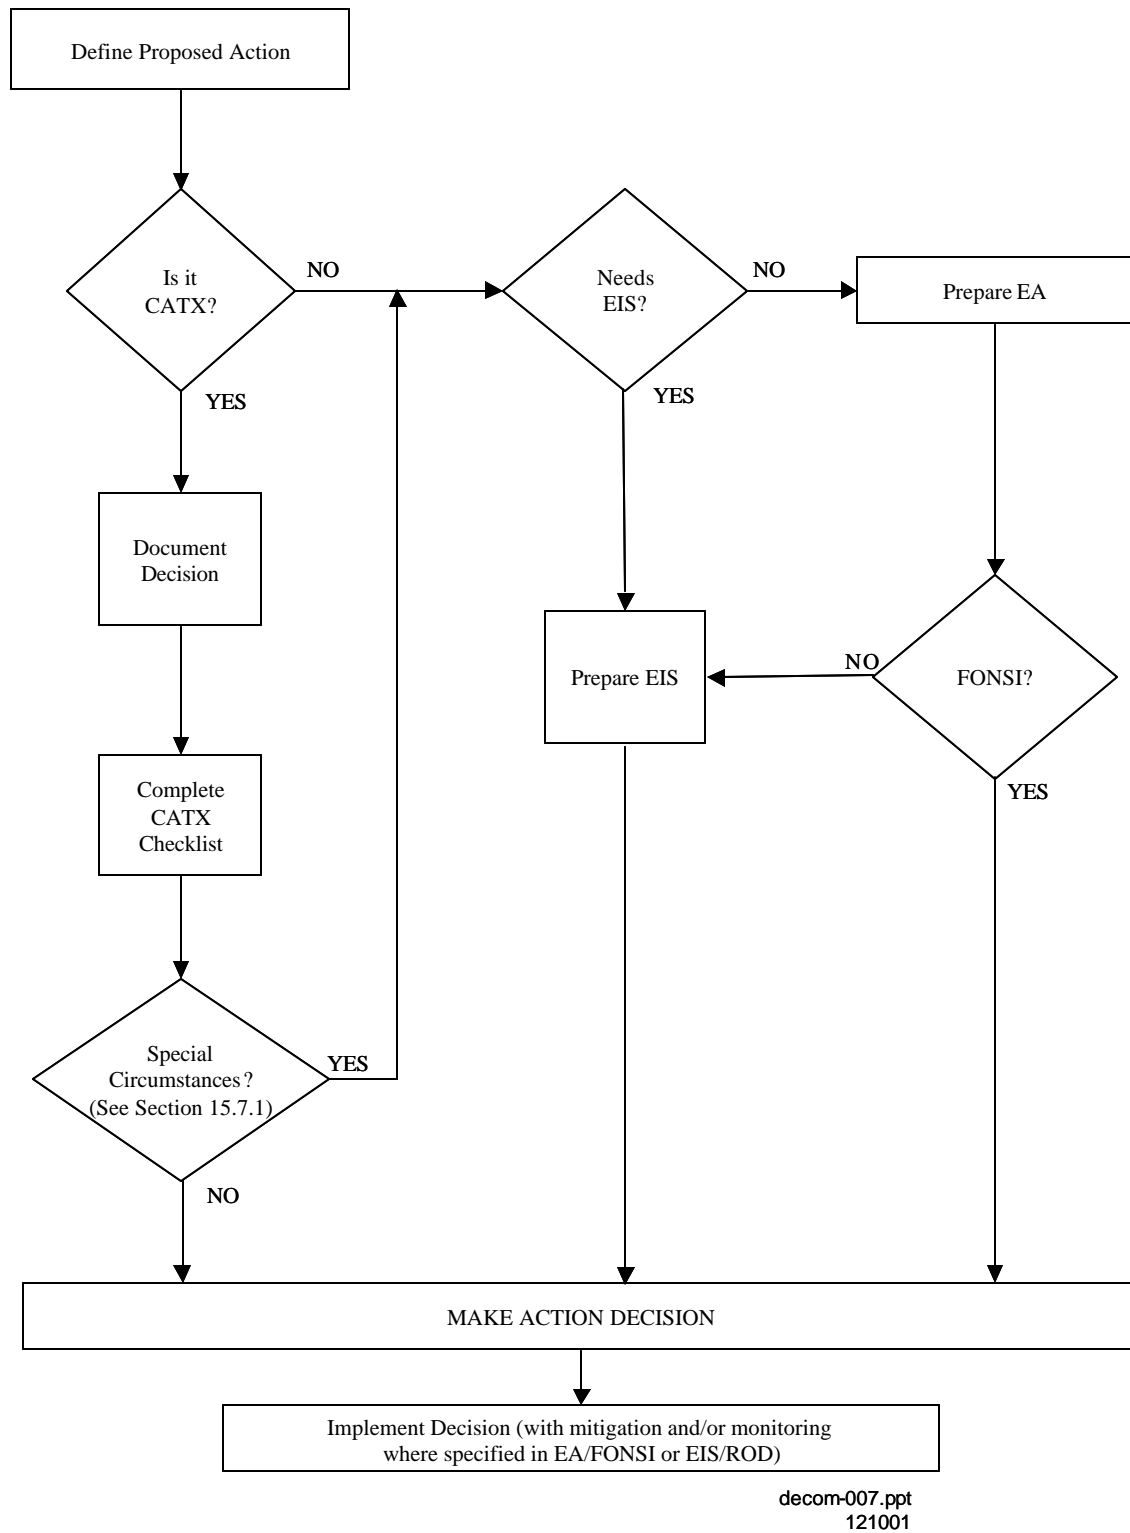 Define Proposed Action
Is it
CATX?
NO
YES
Needs
EIS?
NO
YES
Prepare EA
Document
Decision
Prepare EIS
NO
FONSI?
YES
Complete
CATX
Checklist
Special
Circumstances?
(See Section 15.7.1)
YES
NO
MAKE ACTION DECISION
Implement Decision (with mitigation and/or monitoring
where specified in EA/FONSI or EIS/ROD)
decom-007.ppt
121001